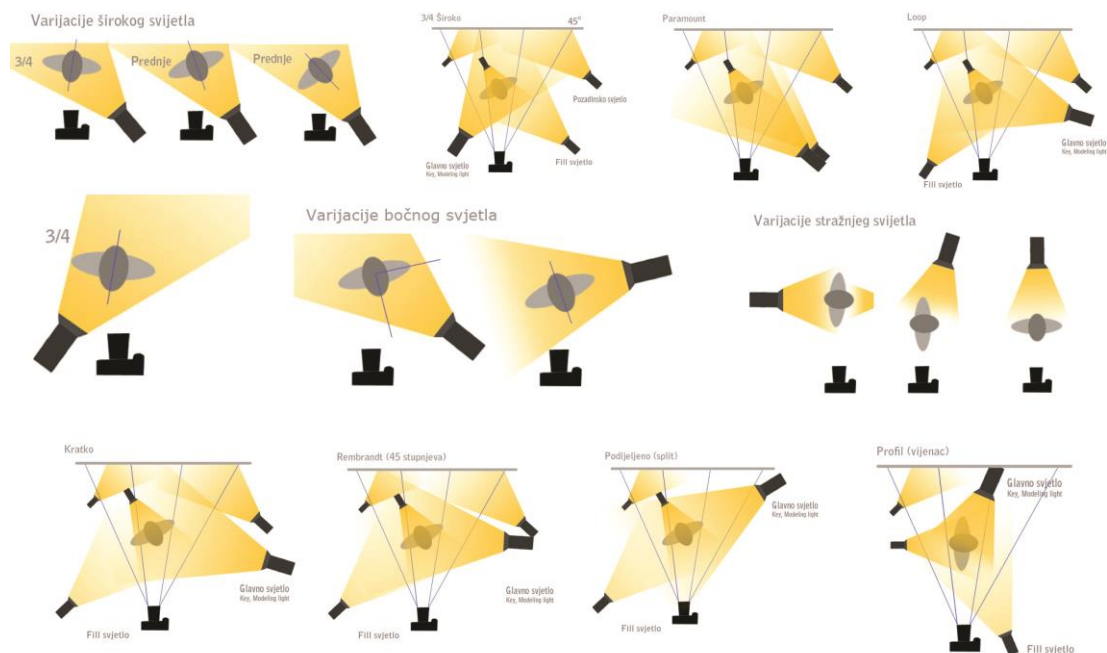 Varijacije širokog svijetla
3/4
Prednje
Prednje
3/4 Široko
45°
Pozadinsko svjetlo
Glavno svjetlo
Key, Modeling light
Fill svjetlo
Paramount
Loop
Glavno svjetlo
Key, Modeling light
Fill svjetlo
3/4
Varijacije bočnog svjetla
Varijacije stražnjeg svijetla
Kratko
Glavno svjetlo
Key, Modeling light
Fill svjetlo
Rembrandt (45 stupnjeva)
Glavno svjetlo
Key, Modeling light
Fill svjetlo
Podijeljeno (split)
Glavno svjetlo
Key, Modeling light
Fill svjetlo
Profil (vijenac)
Glavno svjetlo
Key, Modeling light
Fill svjetlo